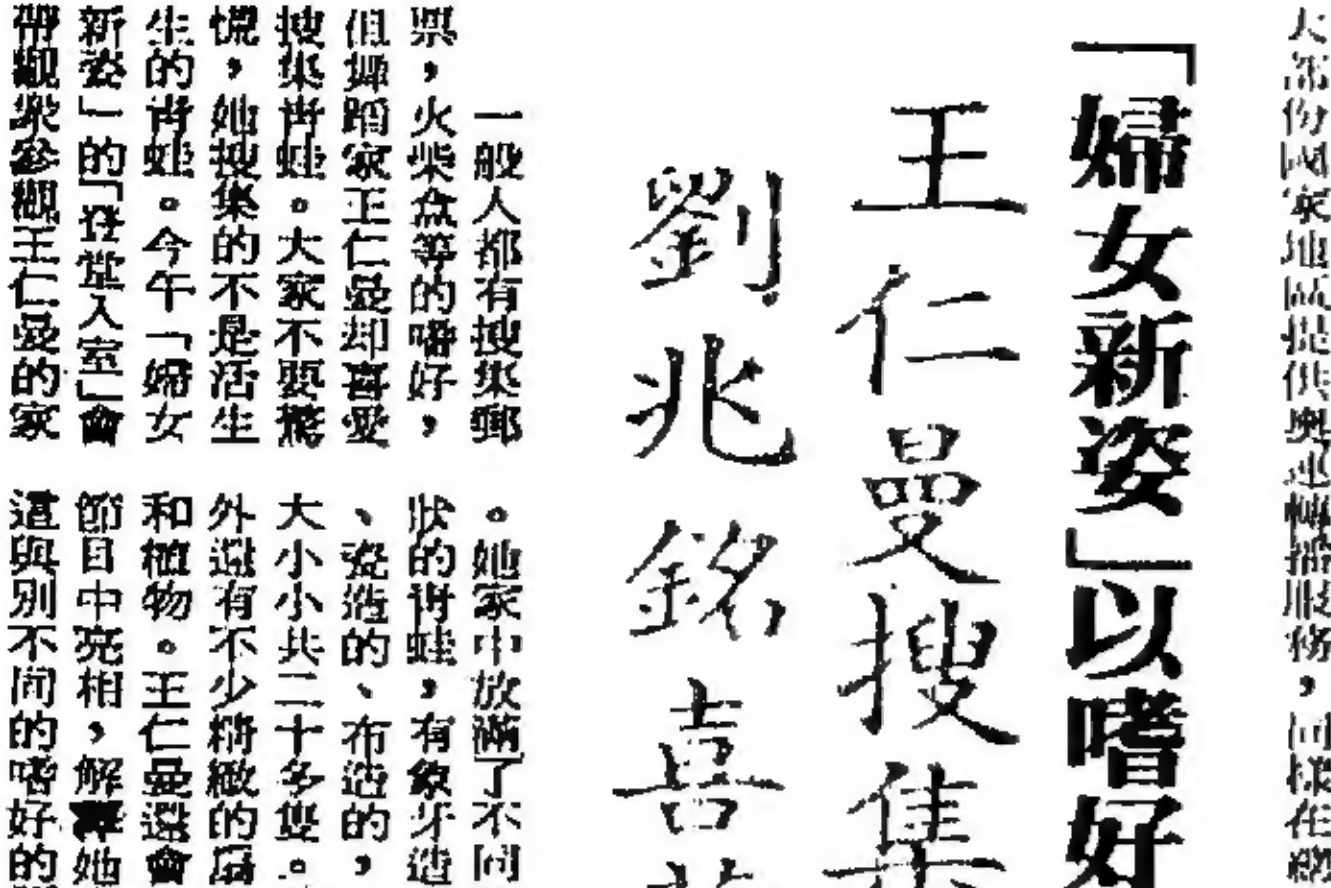 大部份國家地區提供奧運轉播服務，同樣在
「婦女新姿」以嗜好
王仁曼搜集
劉兆銘喜
一般人都有搜集郵
票，火柴盒等的嗜好，
但舞蹈家王仁曼却喜愛
搜集青蛙。大家不要驚
慌，她搜集的不是活生
生的青蛙。今午「婦女
新姿」的「登堂入室」會
帶觀衆參觀王仁曼的家
。她家中放滿了不同
狀的青蛙，有象牙造
、瓷造的、布造的，
大小小共二十多隻。
外還有不少精緻的扇
和植物。王仁曼還會
節目中亮相，解釋她
這與別不同的嗜好的